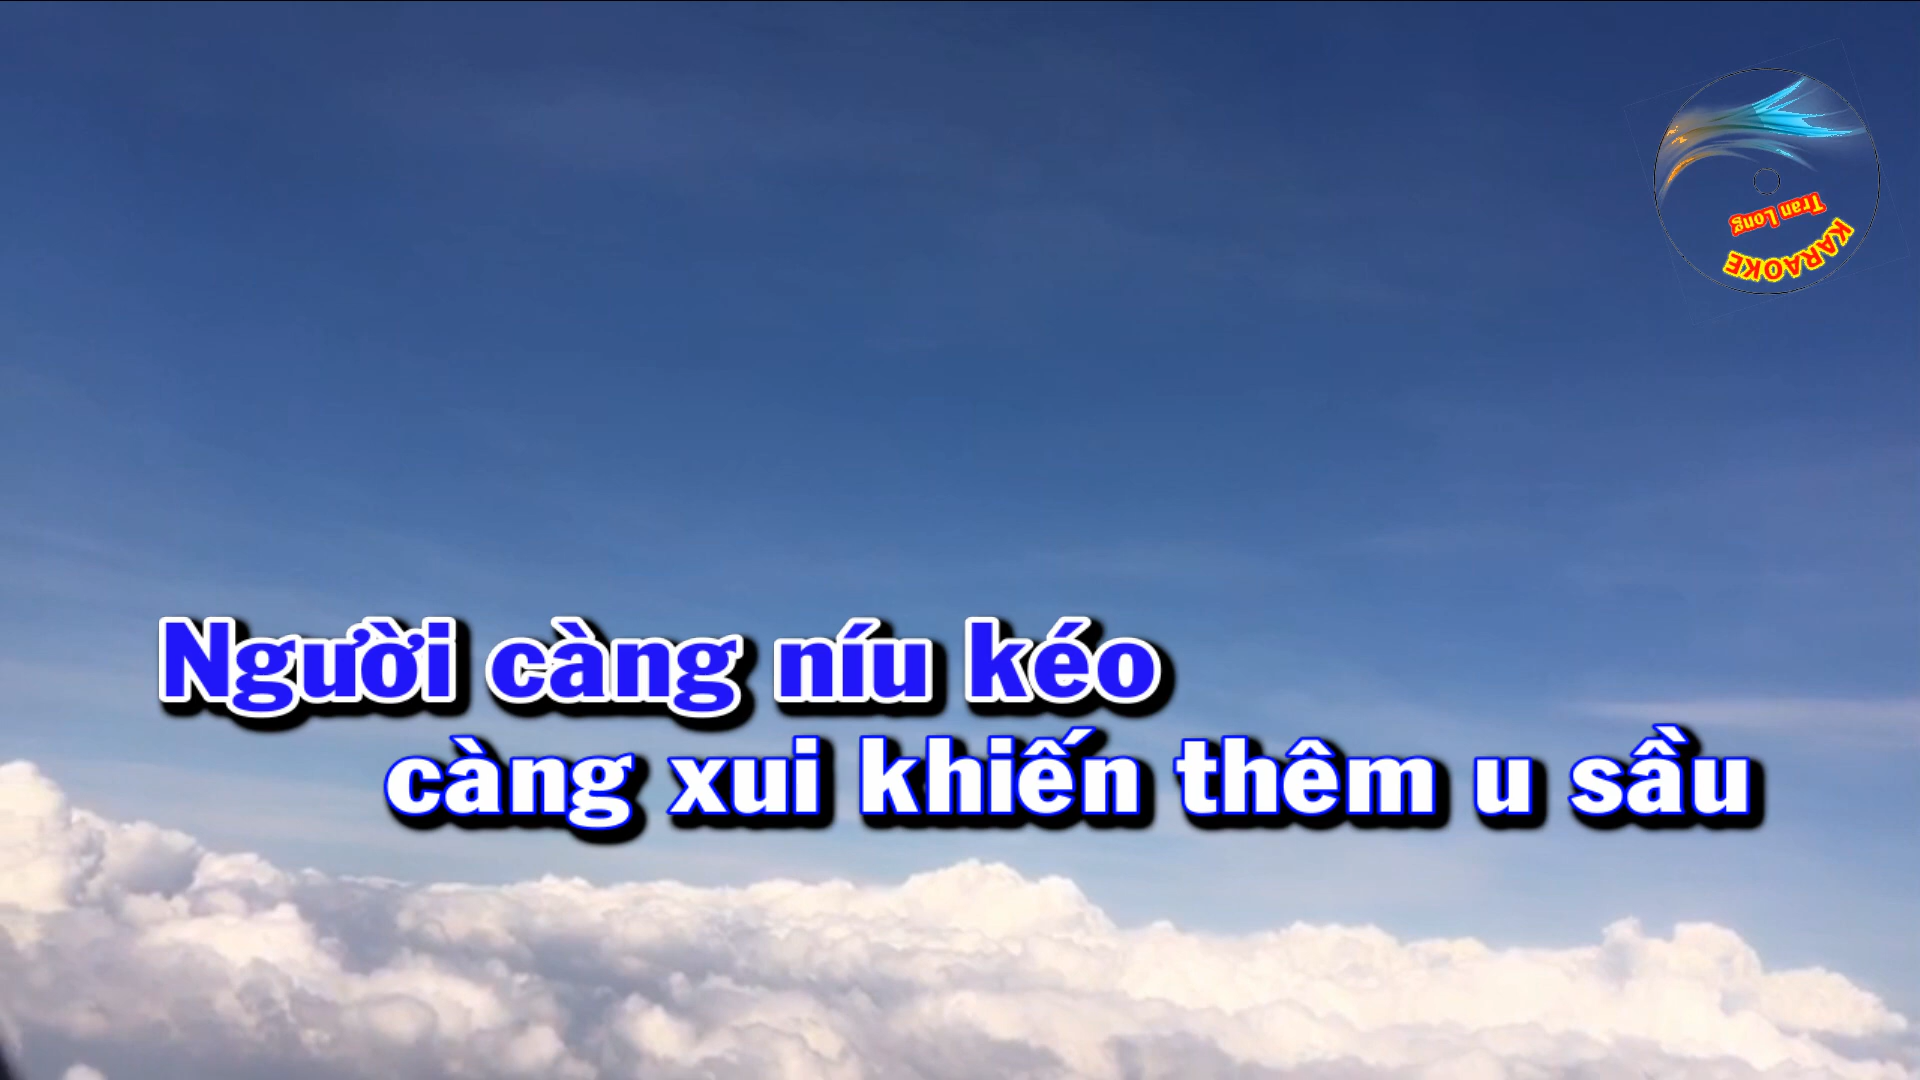 Tran Long
KARAOKE
Người càng níu kéo
càng xui khiến thêm u sầu